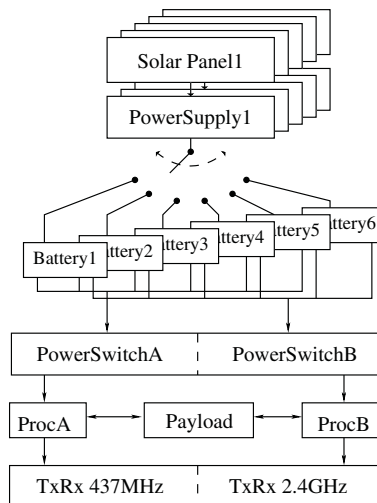 Solar Panel1
PowerSupply1
Battery1
Battery2
Battery3
Battery4
Battery5
Battery6
PowerSwitchA
PowerSwitchB
ProcA
Payload
ProcB
TxRx 437MHz
TxRx 2.4GHz